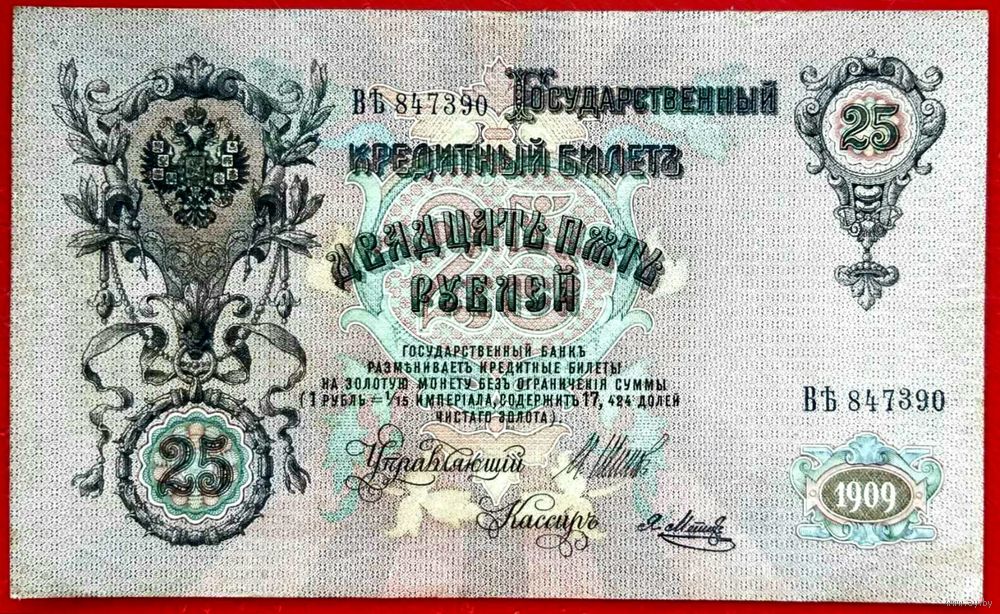 ВѢ 847390 Государственный
Кредитный Билетъ
Двадцать пять
рублей
25
25
ГОСУДАРСТВЕННЫЙ БАНКЪ
РАЗМѢНИВАЕТЪ КРЕДИТНЫЕ БИЛЕТЫ
НА ЗОЛОТУЮ МОНЕТУ БЕЗЪ ОГРАНИЧЕНІЯ СУММЫ
(1 РУБЛЬ = 1/15 ИМПЕРІАЛА, СОДЕРЖИТЪ 17, 424 ДОЛЕЙ
ЧИСТАГО ЗОЛОТА)
ВѢ 847390
25
Управляющій
1909
Кассиръ